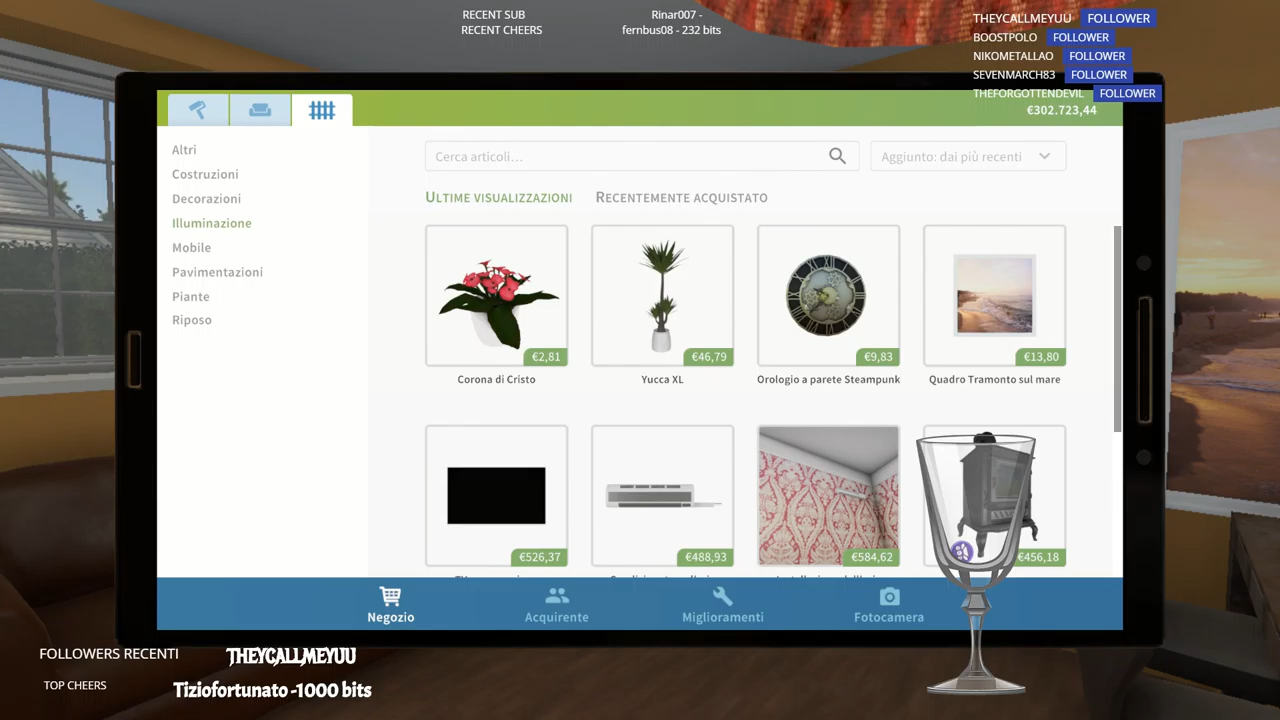 RECENT SUB
Rinar007 -
RECENT CHEERS
fernbus08 - 232 bits
THEYCALLMEYUU FOLLOWER
BOOSTPOLO FOLLOWER
NIKOMETALLAO FOLLOWER
SEVENMARCH83 FOLLOWER
THEFORGOTTENDEVIL FOLLOWER
€302.723,44
Altri
Costruzioni
Decorazioni
Illuminazione
Mobile
Pavimentazioni
Piante
Riposo
Cerca articoli...
Aggiunto: dai più recenti
ULTIME VISUALIZZAZIONI
RECENTEMENTE ACQUISTATO
€2,81
€46,79
€9,83
€13,80
Corona di Cristo
Yucca XL
Orologio a parete Steampunk
Quadro Tramonto sul mare
€526,37
€488,93
€584,62
€456,18
Negozio
Acquirente
Miglioramenti
Fotocamera
FOLLOWERS RECENTI
THEYCALLMEYUU
TOP CHEERS
Tiziofortunato -1000 bits